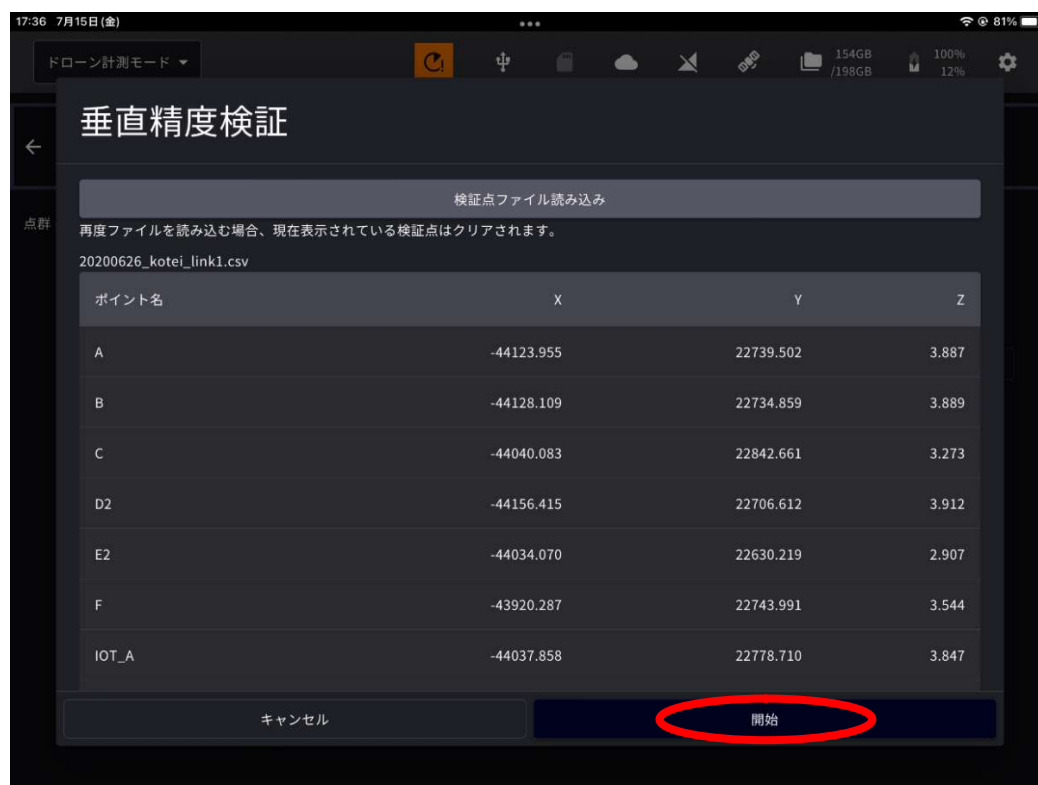 17:36 7月15日(金) 81%
ドローン計測モード 154GB 100%
/198GB 12%
垂直精度検証
検証点ファイル読み込み
点群
再度ファイルを読み込む場合、現在表示されている検証点はクリアされます。
20200626_kotei_link1.csv
ポイント名 X Y Z
A -44123.955 22739.502 3.887
B -44128.109 22734.859 3.889
C -44040.083 22842.661 3.273
D2 -44156.415 22706.612 3.912
E2 -44034.070 22630.219 2.907
F -43920.287 22743.991 3.544
IOT_A -44037.858 22778.710 3.847
キャンセル 開始